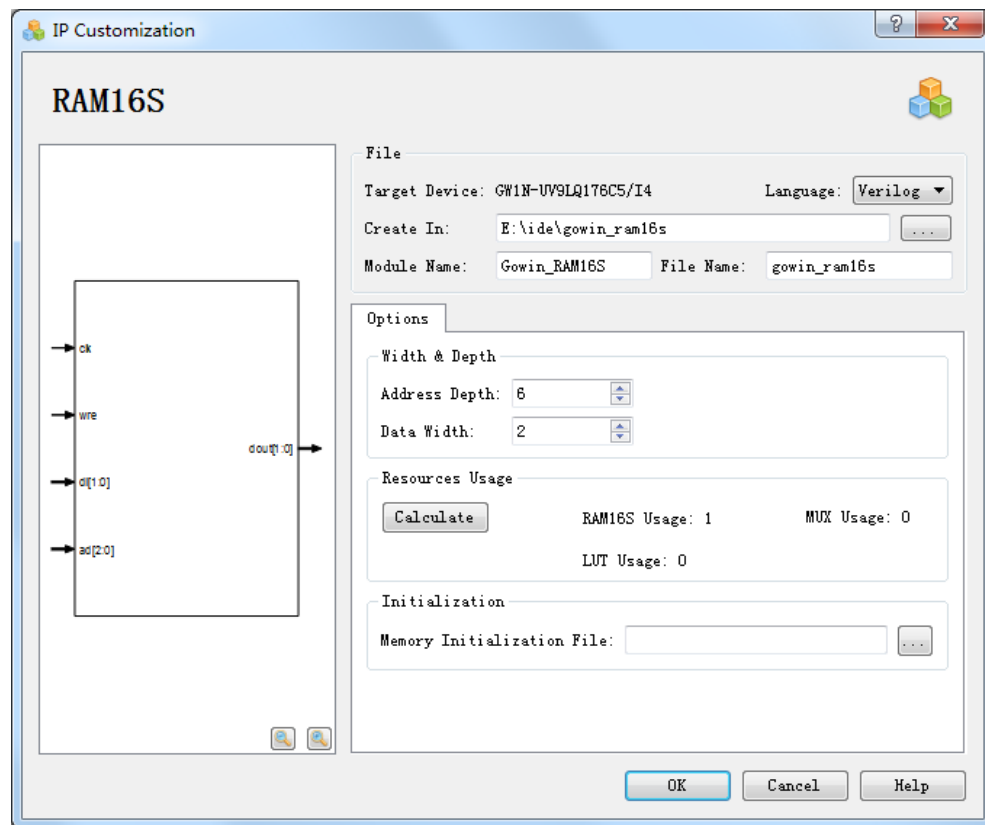 IP Customization
RAM16S
clk
wre
di[1:0]
ad[2:0]
dout[1:0]
File
Target Device: GW1N-UV9LQ176C5/I4 Language: Verilog
Create In: E:\ide\gowin_ram16s ...
Module Name: Gowin_RAM16S File Name: gowin_ram16s
Options
Width & Depth
Address Depth: 6
Data Width: 2
Resources Usage
Calculate RAM16S Usage: 1 MUX Usage: 0
LUT Usage: 0
Initialization
Memory Initialization File: ...
OK Cancel Help